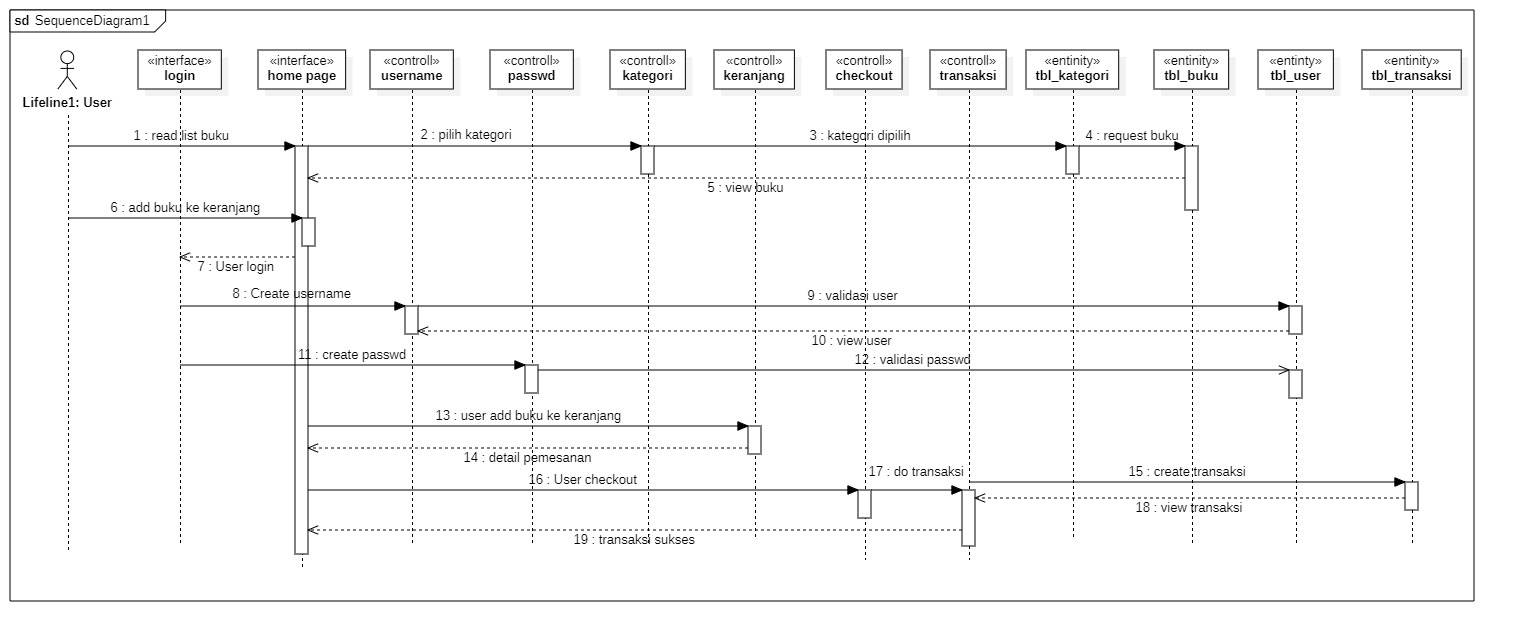 sd SequenceDiagram1
Lifeline1: User
«interface»
login
«interface»
home page
«controll»
username
«controll»
passwd
«controll»
kategori
«controll»
keranjang
«controll»
checkout
«controll»
transaksi
«entinity»
tbl_kategori
«entinity»
tbl_buku
«entinty»
tbl_user
«entinity»
tbl_transaksi
1 : read list buku
2 : pilih kategori
3 : kategori dipilih
4 : request buku
5 : view buku
6 : add buku ke keranjang
7 : User login
8 : Create username
9 : validasi user
10 : view user
11 : create passwd
12 : validasi passwd
13 : user add buku ke keranjang
14 : detail pemesanan
16 : User checkout
17 : do transaksi
15 : create transaksi
18 : view transaksi
19 : transaksi sukses